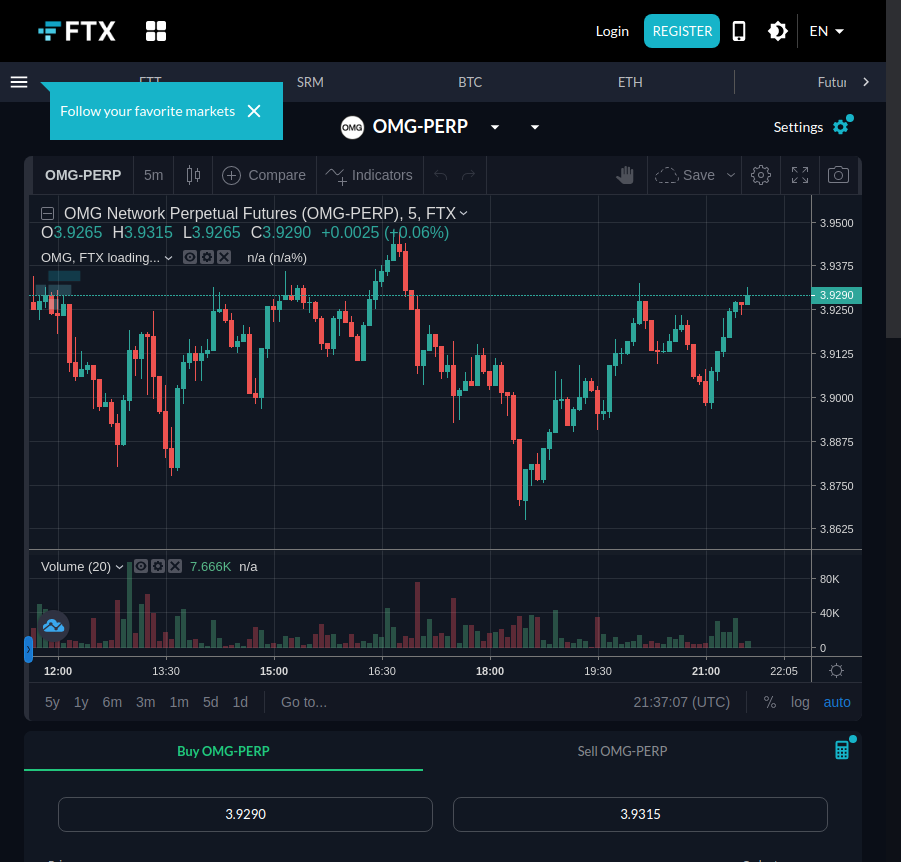 FTX
Login
REGISTER
EN
FTT
SRM
BTC
ETH
Futur
Follow your favorite markets
OMG
OMG-PERP
Settings
OMG-PERP
5m
Compare
Indicators
Save
OMG Network Perpetual Futures (OMG-PERP), 5, FTX
O3.9265 H3.9315 L3.9265 C3.9290 +0.0025 (+0.06%)
OMG, FTX loading... n/a (n/a%)
3.9500
3.9375
3.9290
3.9250
3.9125
3.9000
3.8875
3.8750
3.8625
Volume (20) 7.666K n/a
80K
40K
0
12:00 13:30 15:00 16:30 18:00 19:30 21:00 22:05
5y 1y 6m 3m 1m 5d 1d Go to... 21:37:07 (UTC) % log auto
Buy OMG-PERP
Sell OMG-PERP
3.9290
3.9315